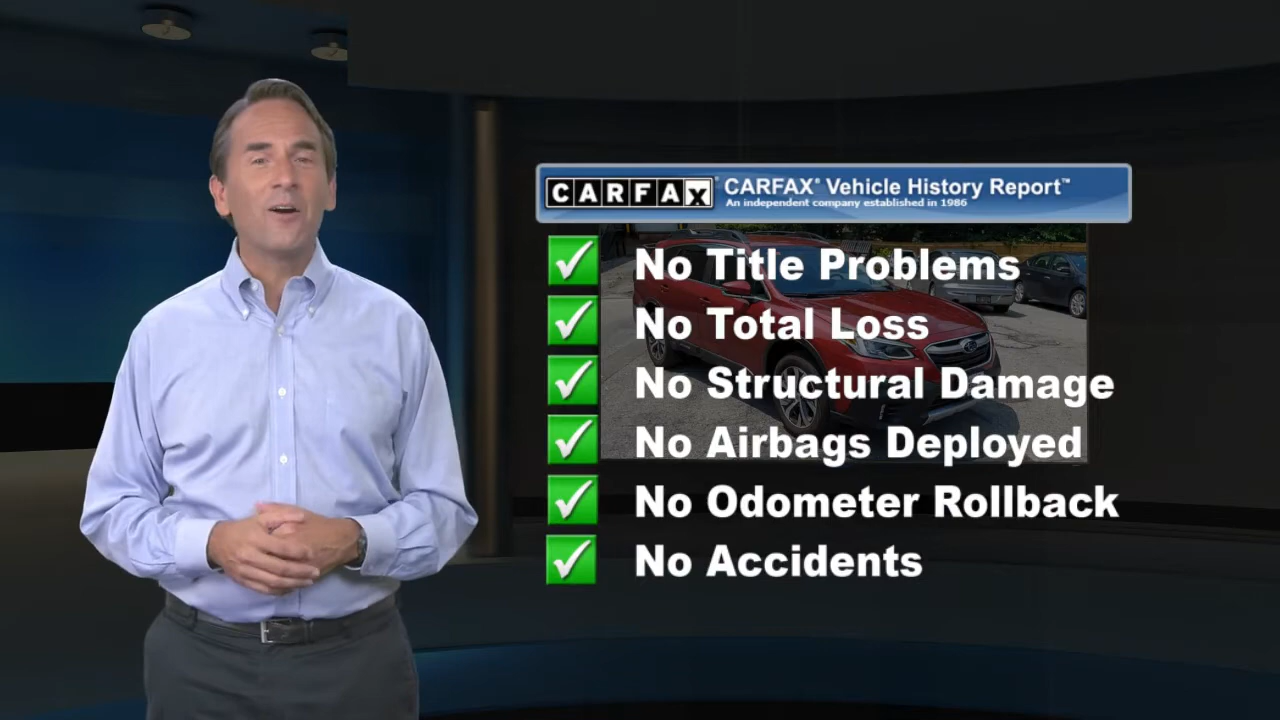 CARFAX® CARFAX® Vehicle History Report™
An independent company established in 1986
No Title Problems
No Total Loss
No Structural Damage
No Airbags Deployed
No Odometer Rollback
No Accidents